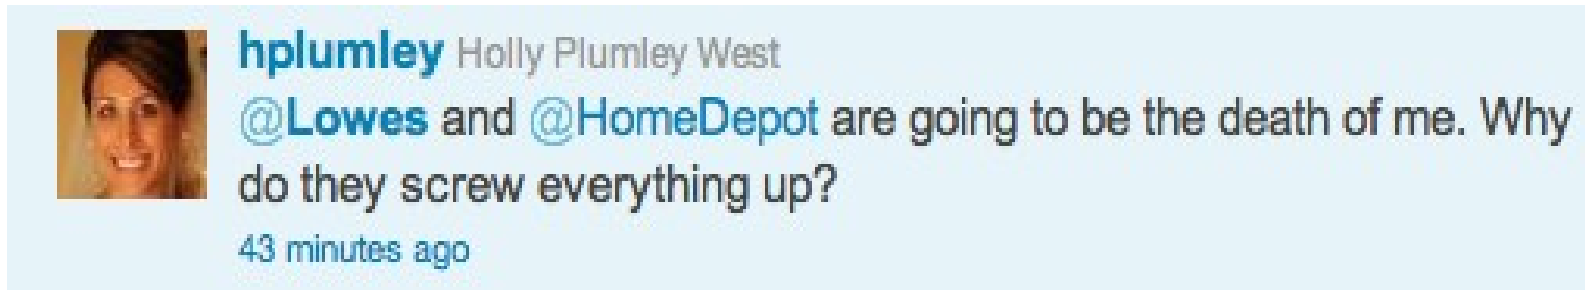 hplumley Holly Plumley West
@Lowes and @HomeDepot are going to be the death of me. Why
do they screw everything up?
43 minutes ago